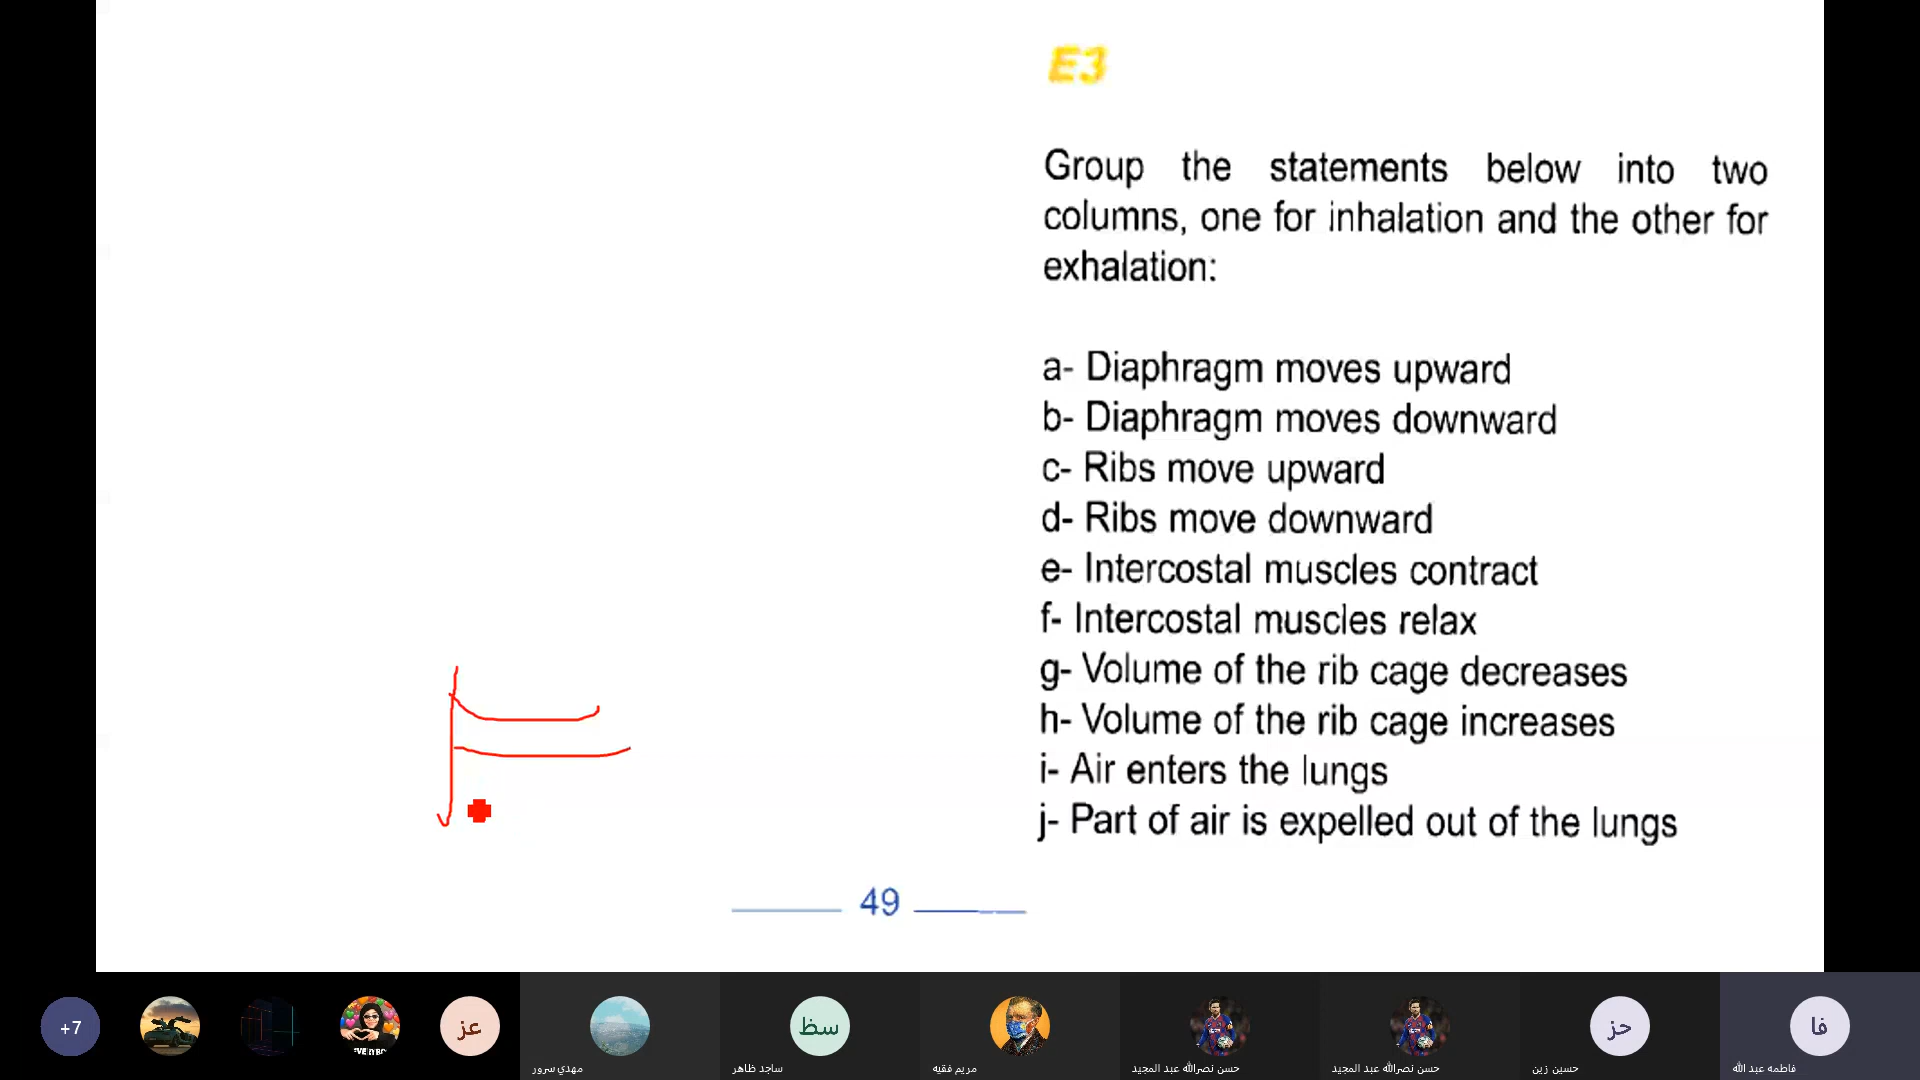 E3
Group the statements below into two
columns, one for inhalation and the other for
exhalation:
a- Diaphragm moves upward
b- Diaphragm moves downward
c- Ribs move upward
d- Ribs move downward
e- Intercostal muscles contract
f- Intercostal muscles relax
g- Volume of the rib cage decreases
h- Volume of the rib cage increases
i- Air enters the lungs
j- Part of air is expelled out of the lungs
49
+7
عز
سظ
حز
فا
مهدي سرور
ساجد ظاهر
مريم فقيه
حسن نصرالله عبد المجيد
حسن نصرالله عبد المجيد
حسين زين
فاطمه عبد الله